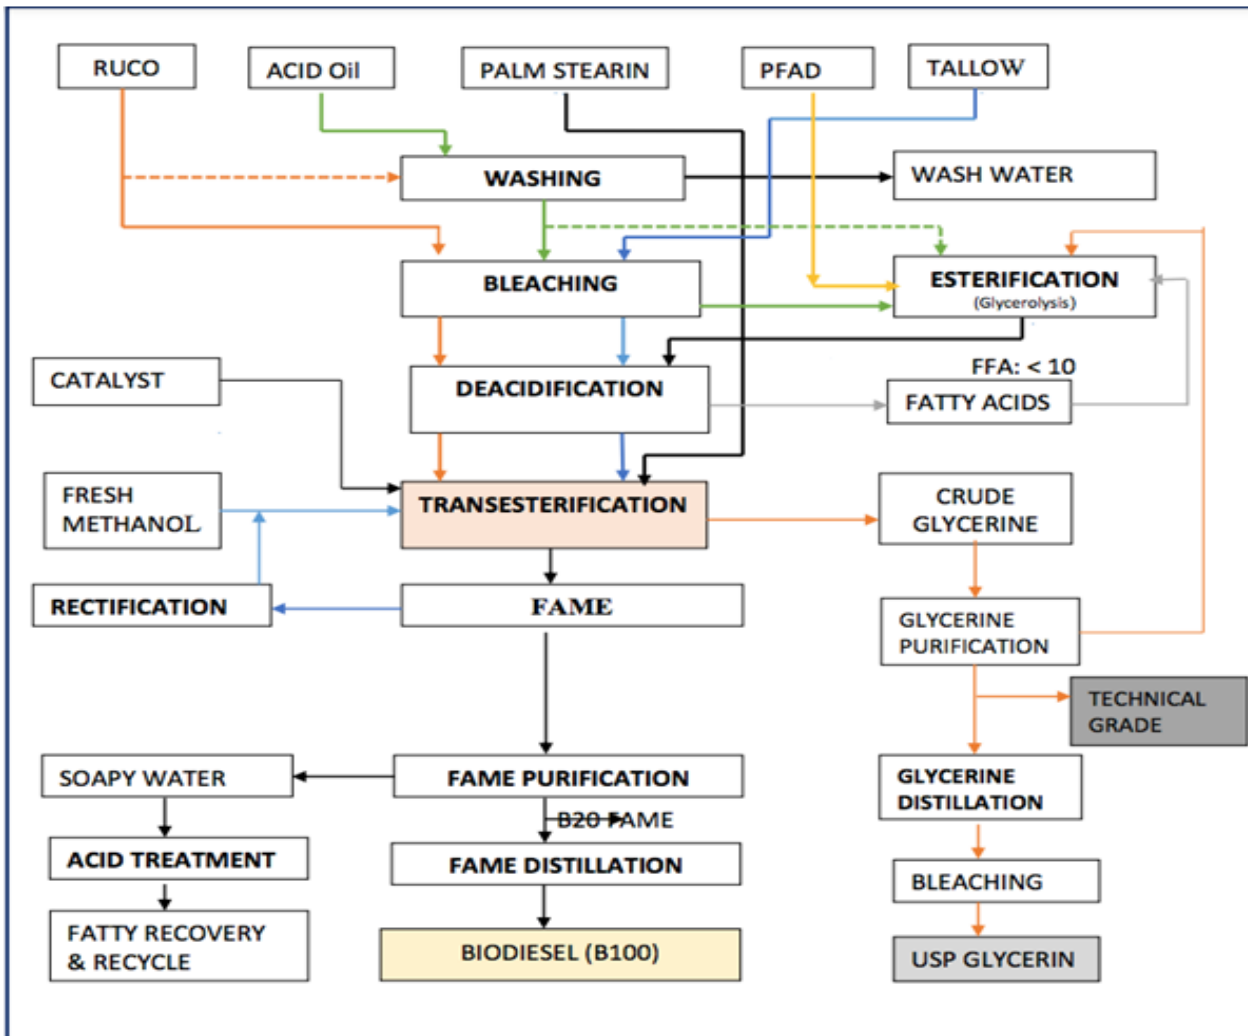 RUCO
ACID Oil
PALM STEARIN
PFAD
TALLOW
WASHING
WASH WATER
BLEACHING
ESTERIFICATION
(Glycerolysis)
CATALYST
DEACIDIFICATION
FFA: < 10
FATTY ACIDS
FRESH
METHANOL
TRANSESTERIFICATION
CRUDE
GLYCERINE
RECTIFICATION
FAME
GLYCERINE
PURIFICATION
TECHNICAL
GRADE
SOAPY WATER
FAME PURIFICATION
GLYCERINE
DISTILLATION
B20 FAME
ACID TREATMENT
FAME DISTILLATION
BLEACHING
FATTY RECOVERY
& RECYCLE
BIODIESEL (B100)
USP GLYCERIN